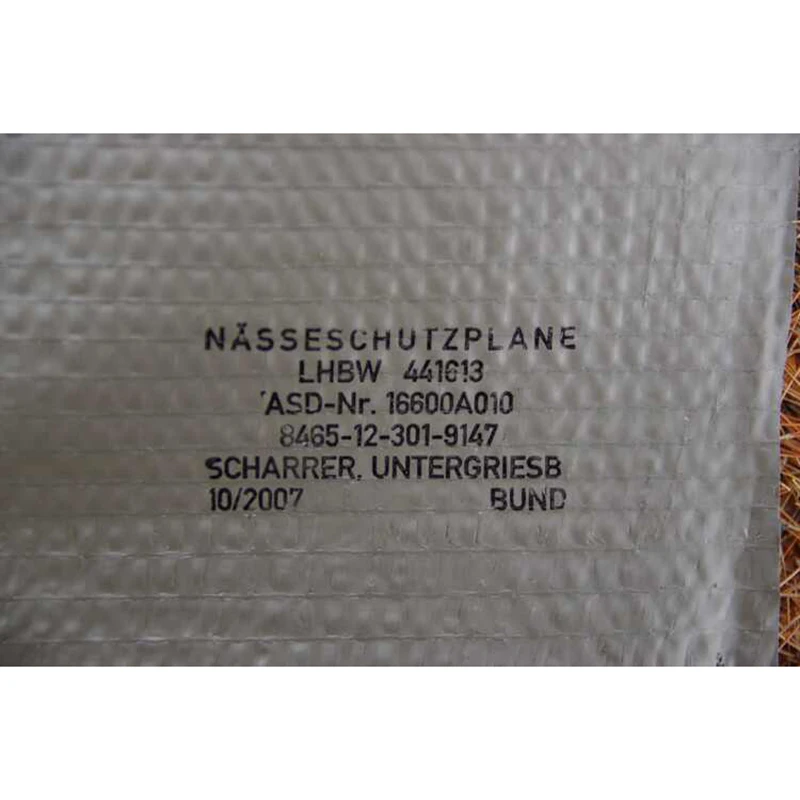 NÄSSESCHUTZPLANE
LHBW 441613
ASD-Nr. 16600A010
8465-12-301-9147
SCHARRER, UNTERGRIESB
10/2007 BUND